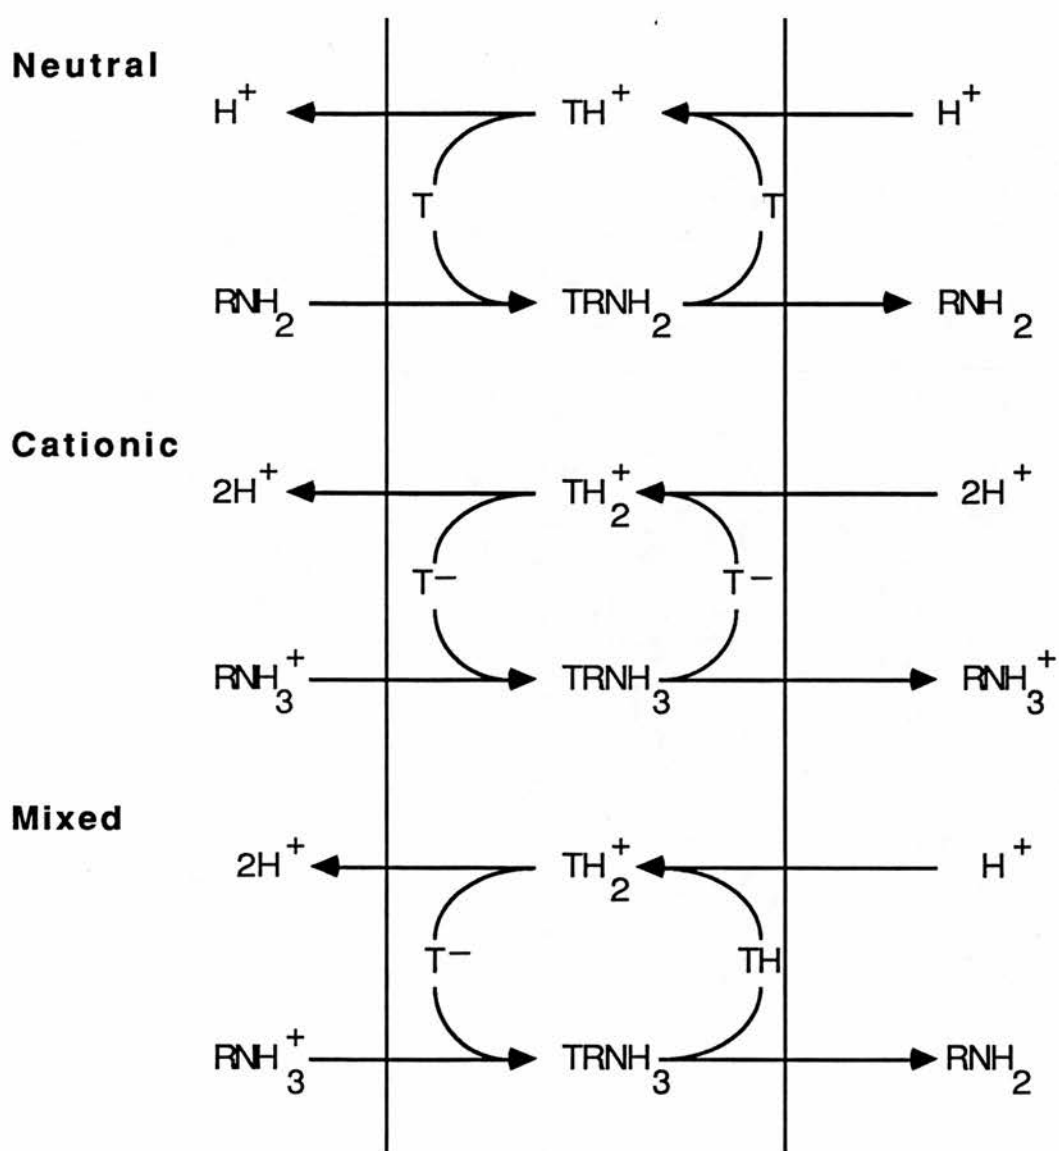 Neutral
H+ TH+ H+
T T
RNH2 TRNH2 RNH2
Cationic
2H+ TH2+ 2H+
T− T−
RNH3+ TRNH3 RNH3+
Mixed
2H+ TH2+ H+
T− TH
RNH3+ TRNH3 RNH2